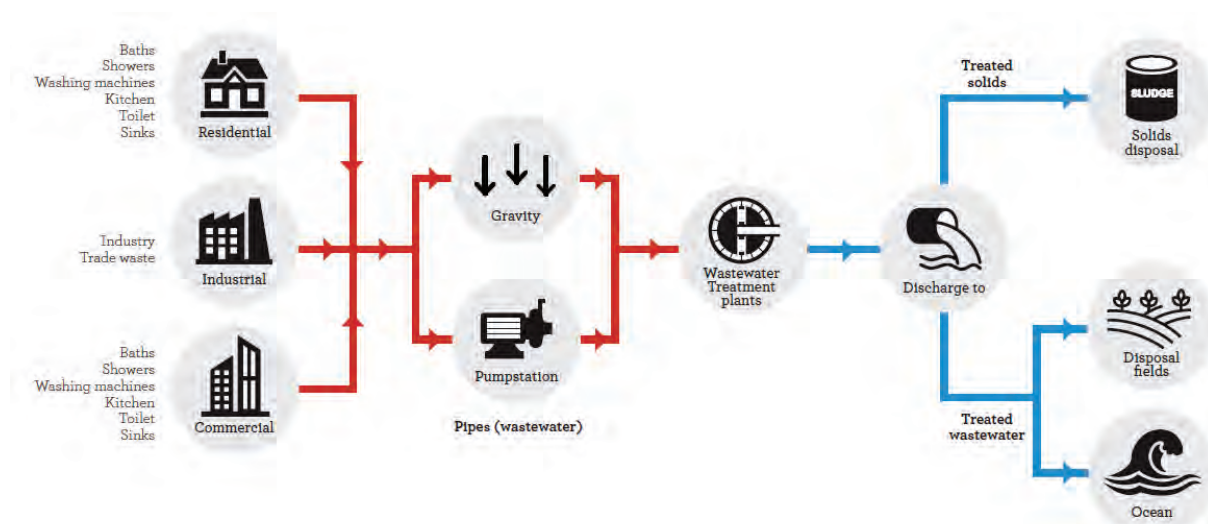 Baths
Showers
Washing machines
Kitchen
Toilet
Sinks
Residential
Industry
Trade waste
Industrial
Baths
Showers
Washing machines
Kitchen
Toilet
Sinks
Commercial
Gravity
Pumpstation
Pipes (wastewater)
Wastewater
Treatment
plants
Discharge to
Treated
solids
SLUDGE
Solids
disposal
Treated
wastewater
Disposal
fields
Ocean